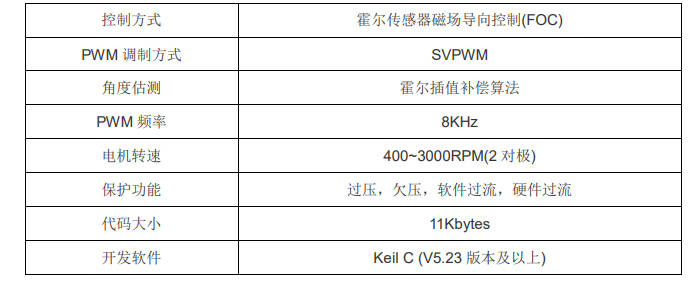 控制方式 霍尔传感器磁场导向控制(FOC)
PWM 调制方式 SVPWM
角度估测 霍尔插值补偿算法
PWM 频率 8KHz
电机转速 400~3000RPM(2 对极)
保护功能 过压，欠压，软件过流，硬件过流
代码大小 11Kbytes
开发软件 Keil C (V5.23 版本及以上)